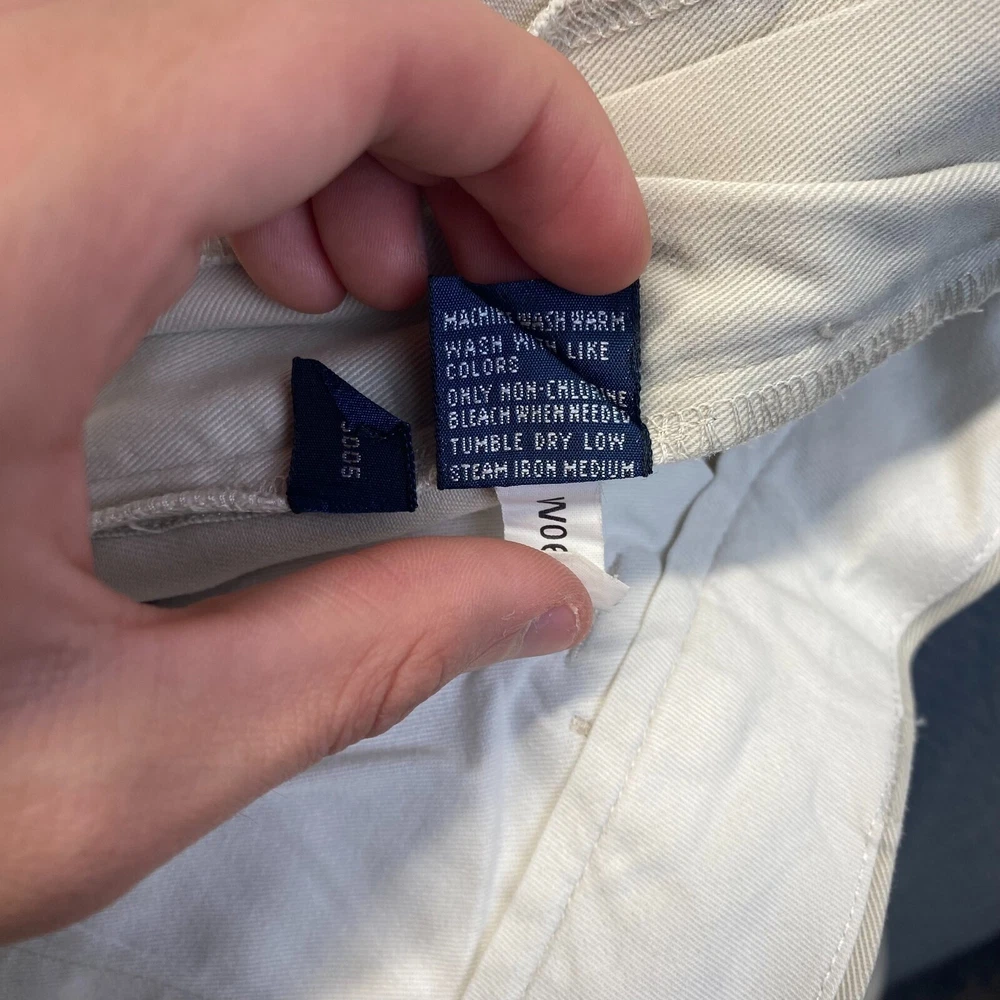 MACHINE WASH WARM
WASH WITH LIKE
COLORS
ONLY NON-CHLORINE
BLEACH WHEN NEEDED
TUMBLE DRY LOW
STEAM IRON MEDIUM